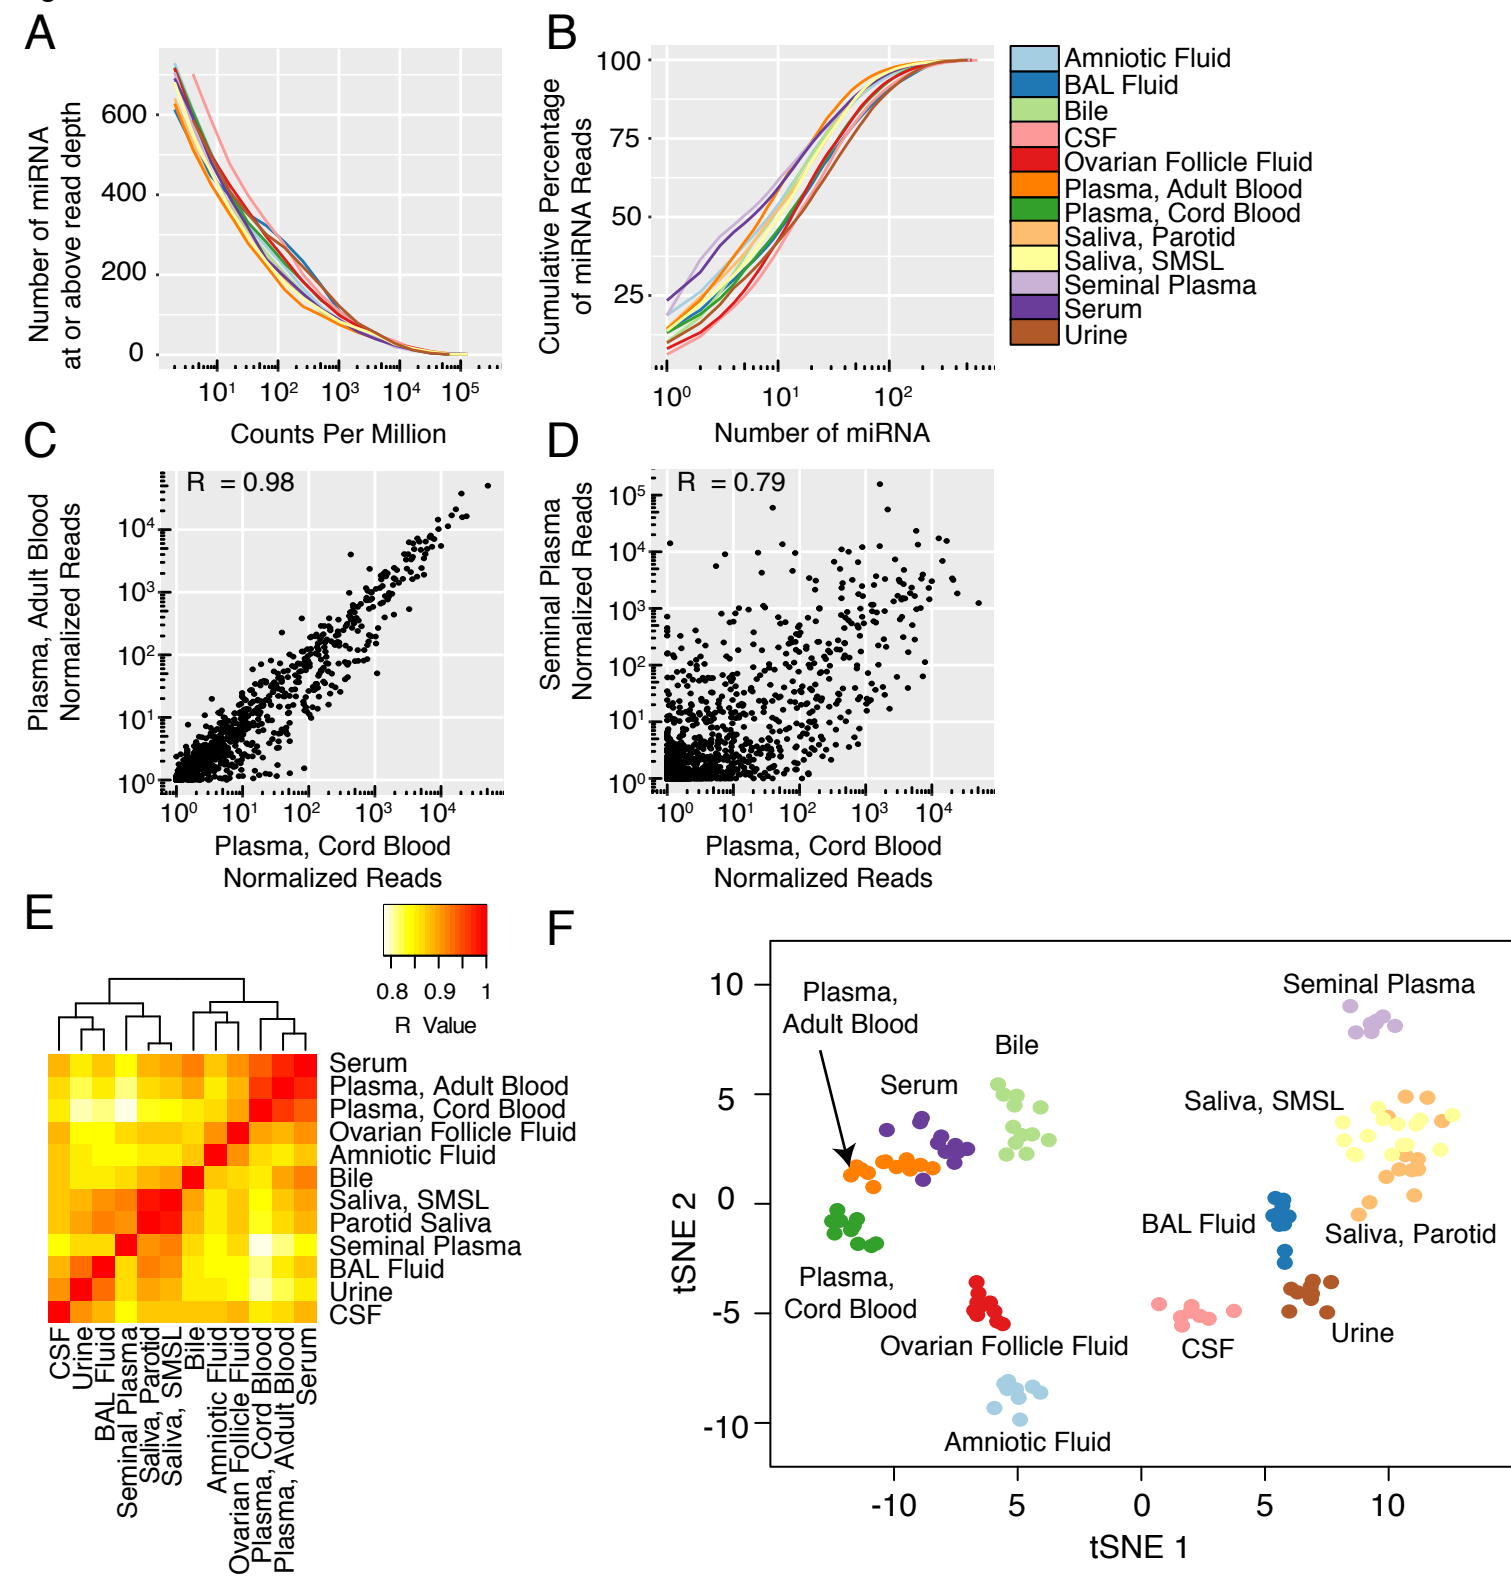 A
Number of miRNA
at or above read depth
600
400
200
0
10¹ 10² 10³ 10⁴ 10⁵
Counts Per Million
B
Cumulative Percentage
of miRNA Reads
100
75
50
25
10⁰ 10¹ 10²
Number of miRNA
Amniotic Fluid
BAL Fluid
Bile
CSF
Ovarian Follicle Fluid
Plasma, Adult Blood
Plasma, Cord Blood
Saliva, Parotid
Saliva, SMSL
Seminal Plasma
Serum
Urine
C
R = 0.98
Plasma, Adult Blood
Normalized Reads
10⁴
10³
10²
10¹
10⁰
10⁰ 10¹ 10² 10³ 10⁴
Plasma, Cord Blood
Normalized Reads
D
R = 0.79
Seminal Plasma
Normalized Reads
10⁵
10⁴
10³
10²
10¹
10⁰
10⁰ 10¹ 10² 10³ 10⁴
Plasma, Cord Blood
Normalized Reads
E
0.8 0.9 1
R Value
Serum
Plasma, Adult Blood
Plasma, Cord Blood
Ovarian Follicle Fluid
Amniotic Fluid
Bile
Saliva, SMSL
Parotid Saliva
Seminal Plasma
BAL Fluid
Urine
CSF
CSF
Urine
BAL Fluid
Seminal Plasma
Saliva, Parotid
Saliva, SMSL
Bile
Amniotic Fluid
Ovarian Follicle Fluid
Plasma, Cord Blood
Plasma, Adult Blood
Serum
F
tSNE 2
10
5
0
-5
-10
Plasma,
Adult Blood
Serum
Bile
Seminal Plasma
Saliva, SMSL
BAL Fluid
Saliva, Parotid
Plasma,
Cord Blood
Ovarian Follicle Fluid
CSF
Urine
Amniotic Fluid
-10 5 0 5 10
tSNE 1